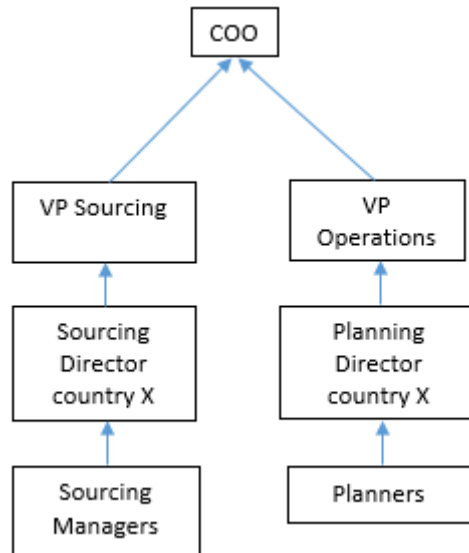 COO
VP Sourcing
VP
Operations
Sourcing
Director
country X
Planning
Director
country X
Sourcing
Managers
Planners